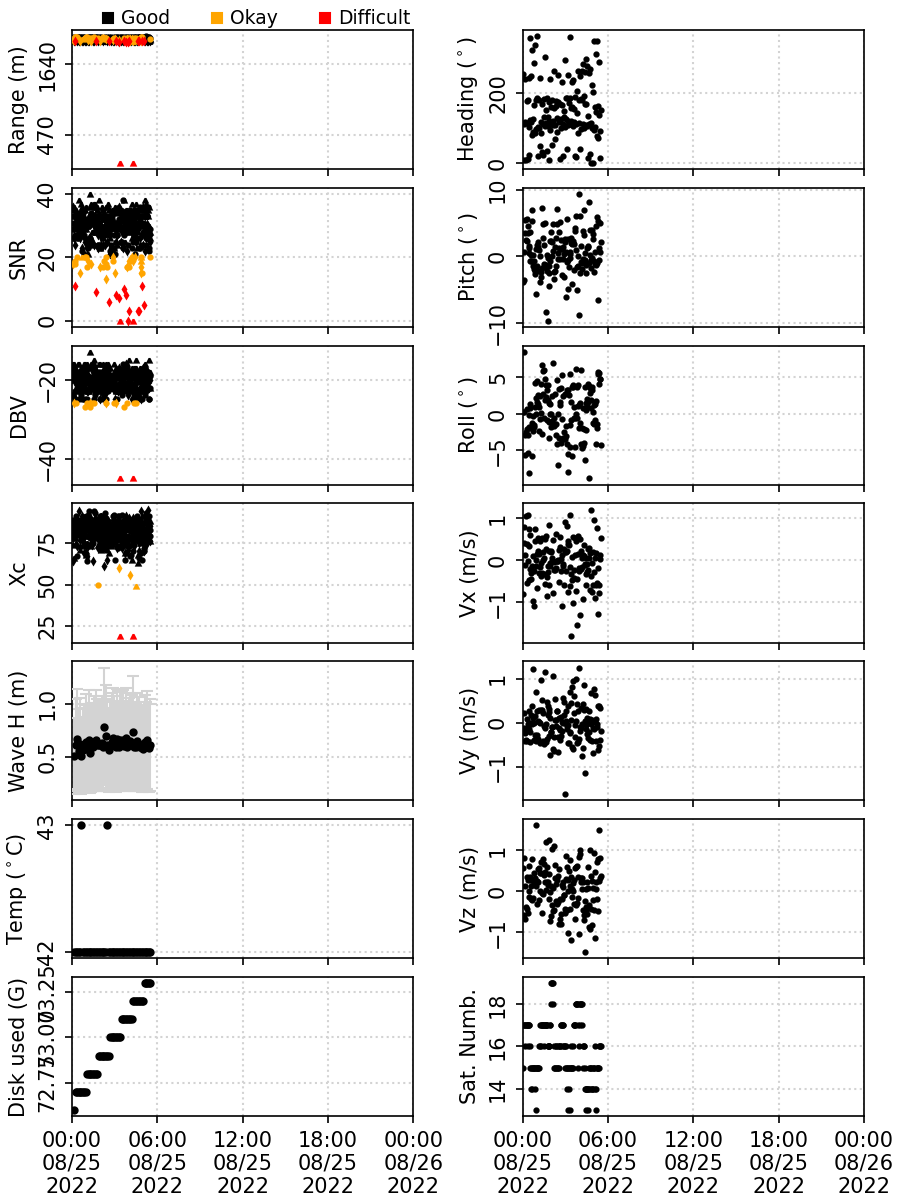 Good Okay Difficult
Range (m)
1640
470
Heading (°)
200
0
SNR
40
20
0
Pitch (°)
10
0
−10
DBV
−20
−40
Roll (°)
5
0
−5
Xc
75
50
25
Vx (m/s)
1
0
−1
Wave H (m)
1.0
0.5
Vy (m/s)
1
0
−1
Temp (°C)
43
42
Vz (m/s)
1
0
−1
Disk used (G)
73.25
73.00
72.75
Sat. Numb.
18
16
14
00:00 06:00 12:00 18:00 00:00
08/25 08/25 08/25 08/25 08/26
2022 2022 2022 2022 2022
00:00 06:00 12:00 18:00 00:00
08/25 08/25 08/25 08/25 08/26
2022 2022 2022 2022 2022